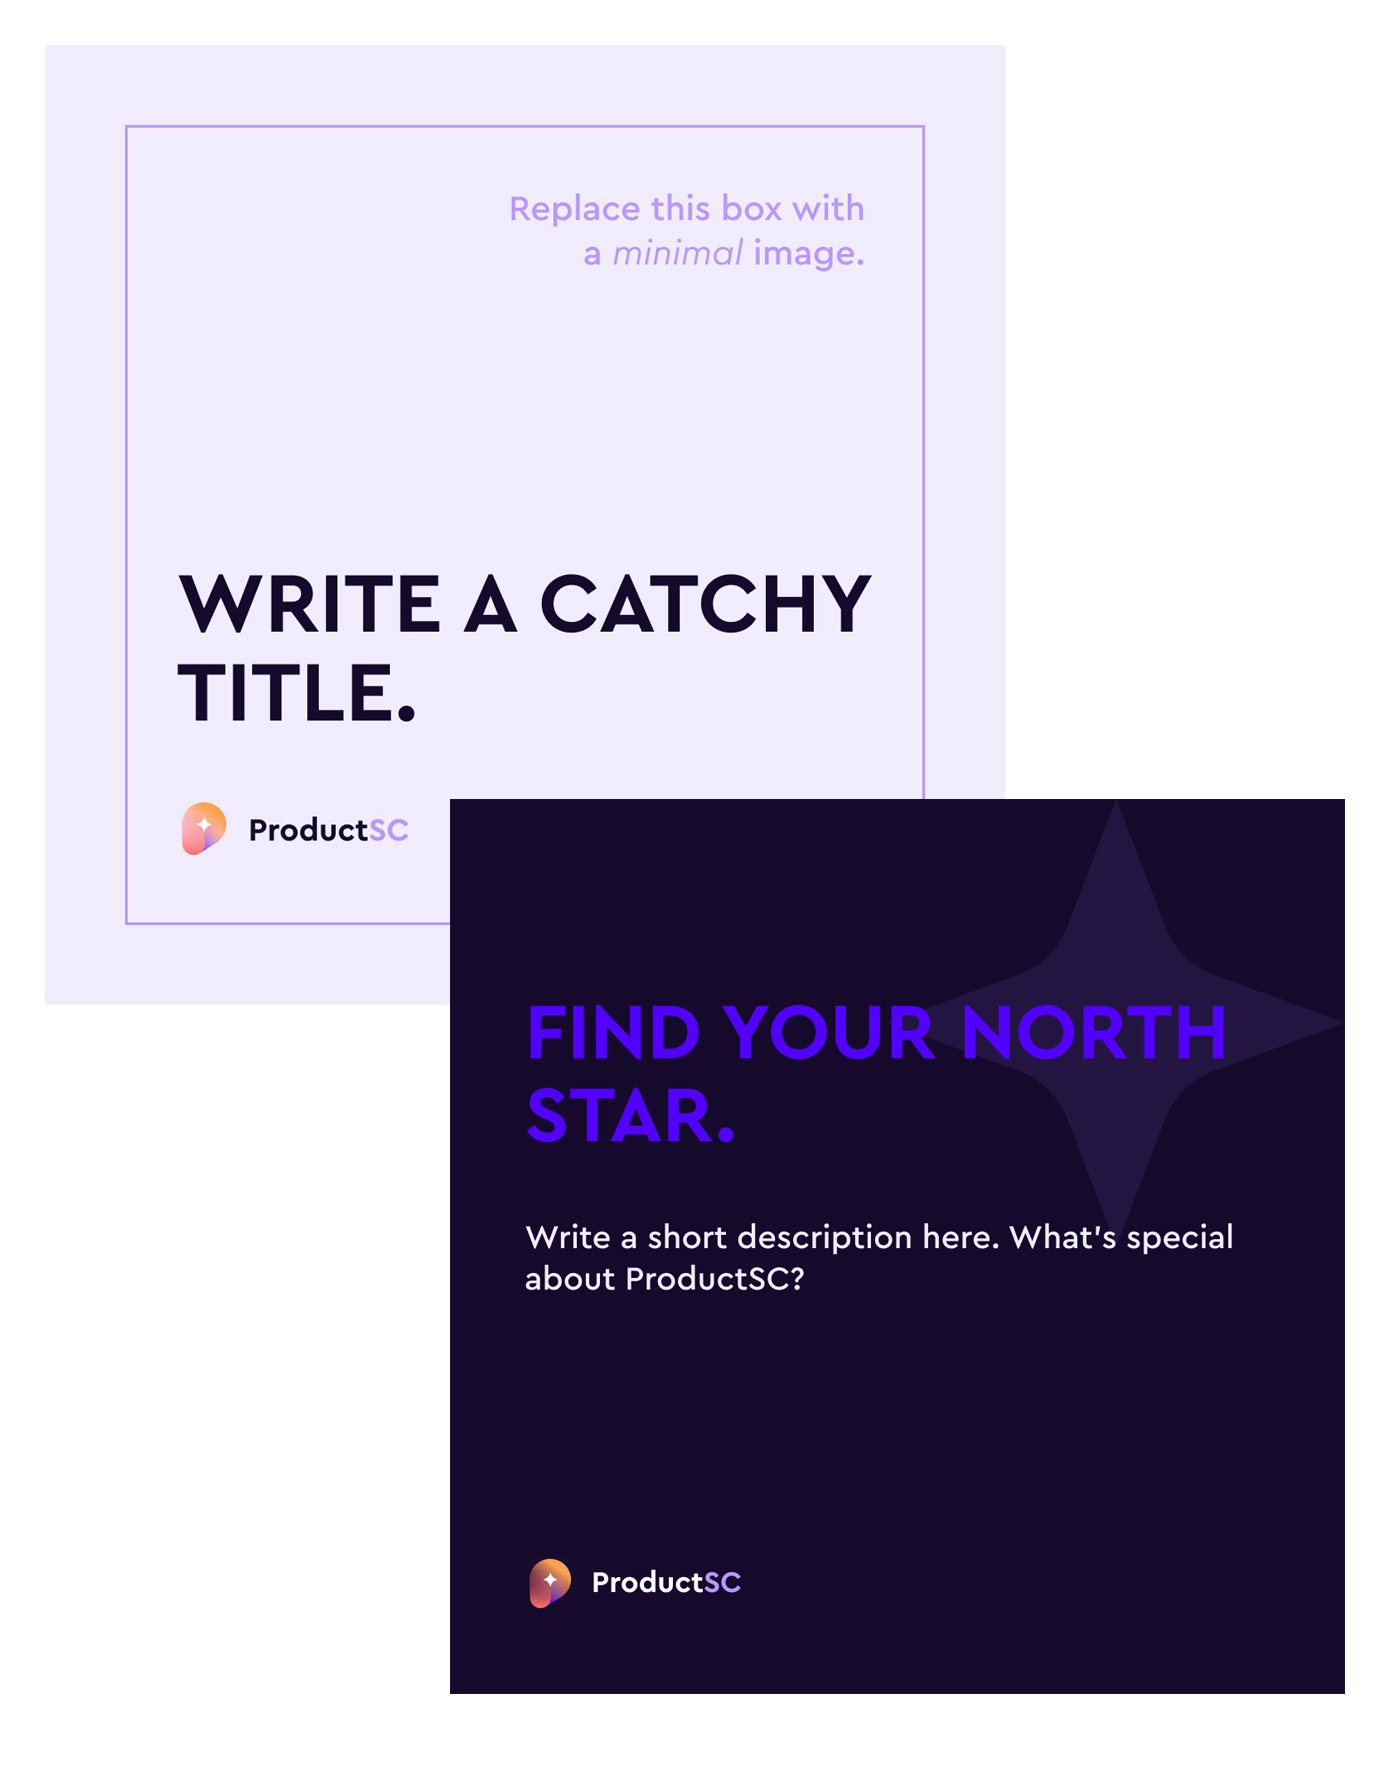 Replace this box with
a minimal image.
WRITE A CATCHY
TITLE.
ProductSC
FIND YOUR NORTH
STAR.
Write a short description here. What's special
about ProductSC?
ProductSC